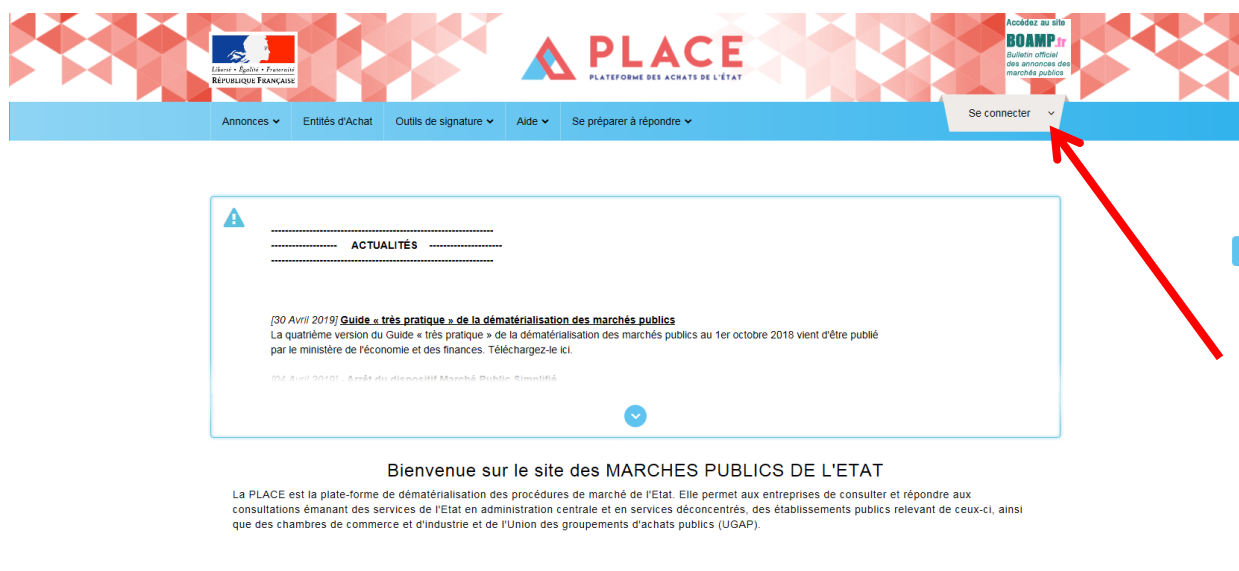 Liberté • Égalité • Fraternité
RÉPUBLIQUE FRANÇAISE
PLACE
PLATEFORME DES ACHATS DE L'ÉTAT
Accédez au site
BOAMP.fr
Bulletin officiel
des annonces des
marchés publics
Annonces
Entités d'Achat
Outils de signature
Aide
Se préparer à répondre
Se connecter
----------------------------------------------------------------
------------------- ACTUALITÉS ---------------------
----------------------------------------------------------------
[30 Avril 2019] Guide « très pratique » de la dématérialisation des marchés publics
La quatrième version du Guide « très pratique » de la dématérialisation des marchés publics au 1er octobre 2018 vient d'être publié
par le ministère de l'économie et des finances. Téléchargez-le ici.
[04 Avril 2019] - Arrêt du dispositif Marché Public Simplifié
Bienvenue sur le site des MARCHES PUBLICS DE L'ETAT
La PLACE est la plate-forme de dématérialisation des procédures de marché de l'Etat. Elle permet aux entreprises de consulter et répondre aux
consultations émanant des services de l'Etat en administration centrale et en services déconcentrés, des établissements publics relevant de ceux-ci, ainsi
que des chambres de commerce et d'industrie et de l'Union des groupements d'achats publics (UGAP).